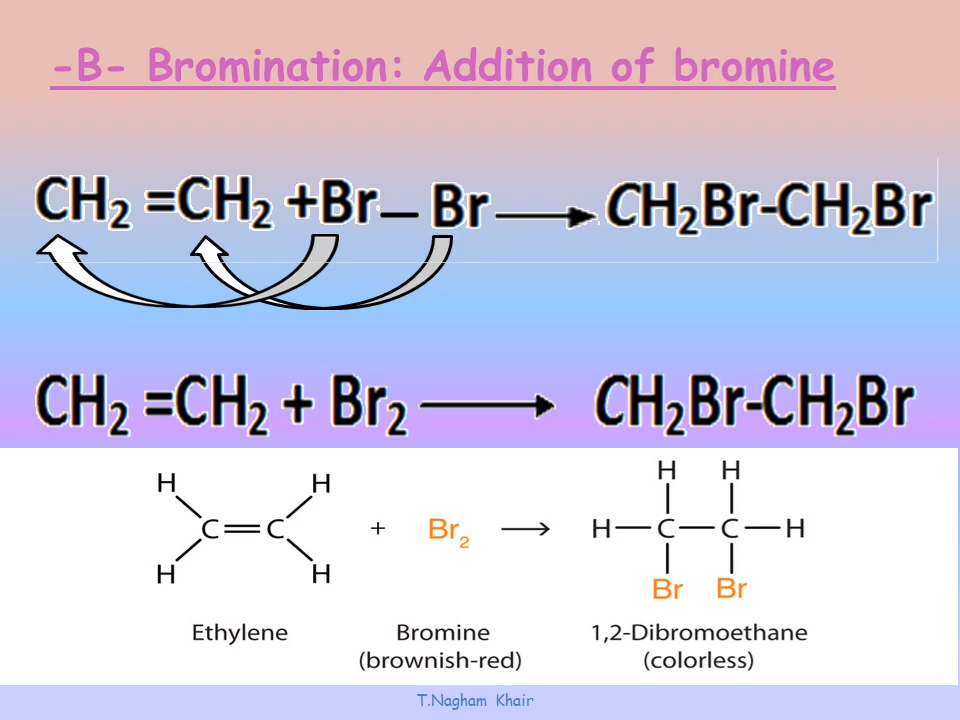 -B- Bromination: Addition of bromine
CH₂ =CH₂ +Br – Br ⟶ CH₂Br-CH₂Br
CH₂ =CH₂ + Br₂ ⟶ CH₂Br-CH₂Br
H H H H
C = C + Br₂ ⟶ H — C — C — H
H H Br Br
Ethylene Bromine 1,2-Dibromoethane
(brownish-red) (colorless)
T.Nagham Khair